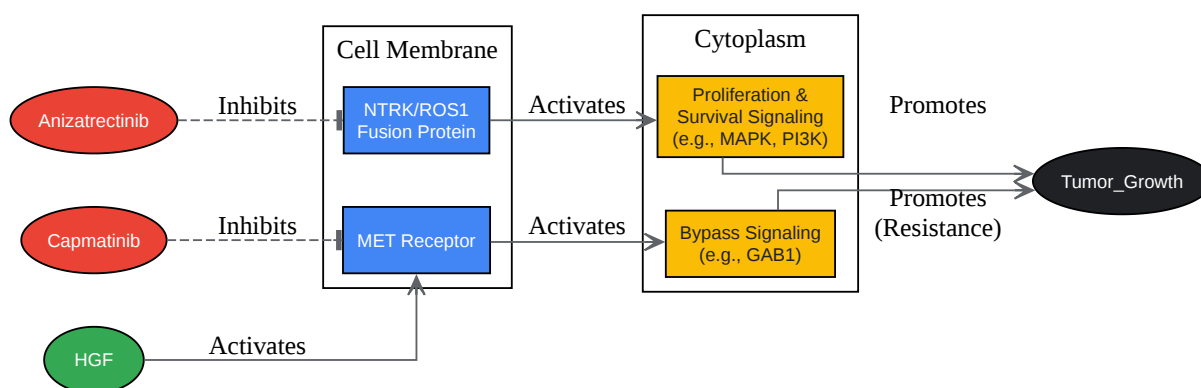 Cell Membrane
Cytoplasm
Anizatrectinib
Inhibits
NTRK/ROS1
Fusion Protein
Activates
Proliferation &
Survival Signaling
(e.g., MAPK, PI3K)
Promotes
Tumor_Growth
Capmatinib
Inhibits
MET Receptor
Activates
Bypass Signaling
(e.g., GAB1)
Promotes
(Resistance)
HGF
Activates